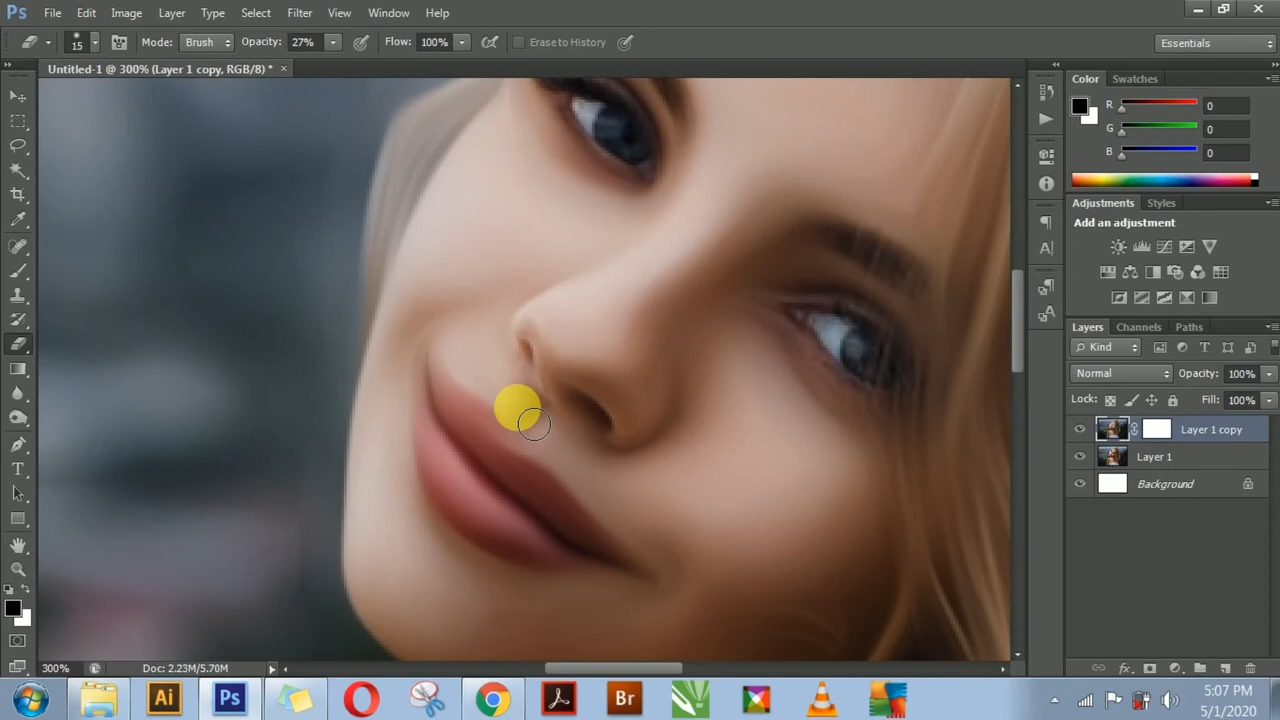 Ps File Edit Image Layer Type Select Filter View Window Help
15 Mode: Brush Opacity: 27% Flow: 100% Erase to History Essentials
Untitled-1 @ 300% (Layer 1 copy, RGB/8) * ×
Color Swatches
R 0
G 0
B 0
Adjustments Styles
Add an adjustment
Layers Channels Paths
Kind
Normal Opacity: 100%
Lock: Fill: 100%
Layer 1 copy
Layer 1
Background
300% Doc: 2.23M/5.70M
Ai Ps Br
5:07 PM
5/1/2020